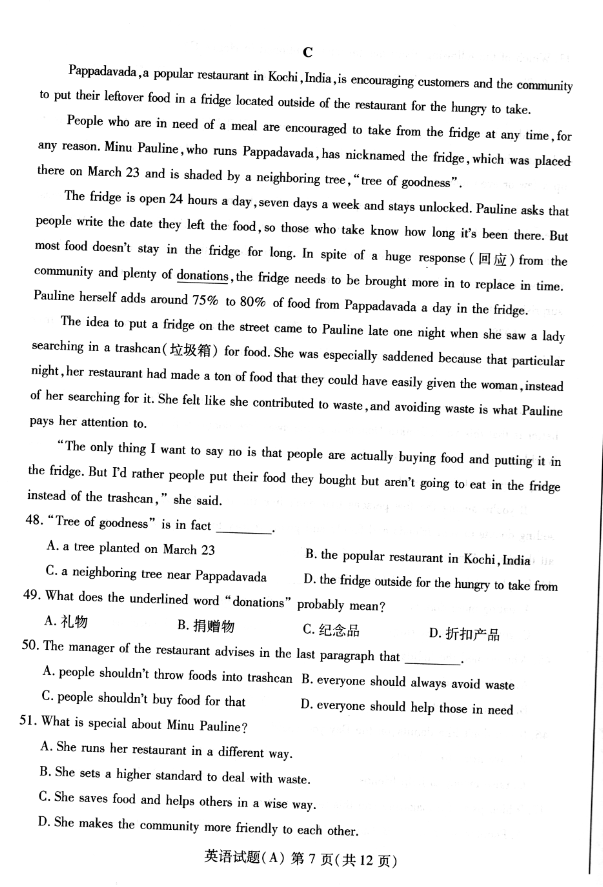 C
Pappadavada,a popular restaurant in Kochi,India,is encouraging customers and the community
to put their leftover food in a fridge located outside of the restaurant for the hungry to take.
People who are in need of a meal are encouraged to take from the fridge at any time,for
any reason. Minu Pauline,who runs Pappadavada,has nicknamed the fridge,which was placed
there on March 23 and is shaded by a neighboring tree,“tree of goodness”.
The fridge is open 24 hours a day,seven days a week and stays unlocked. Pauline asks that
people write the date they left the food,so those who take know how long it’s been there. But
most food doesn’t stay in the fridge for long. In spite of a huge response(回应)from the
community and plenty of donations,the fridge needs to be brought more in to replace in time.
Pauline herself adds around 75% to 80% of food from Pappadavada a day in the fridge.
The idea to put a fridge on the street came to Pauline late one night when she saw a lady
searching in a trashcan(垃圾箱) for food. She was especially saddened because that particular
night,her restaurant had made a ton of food that they could have easily given the woman,instead
of her searching for it. She felt like she contributed to waste,and avoiding waste is what Pauline
pays her attention to.
“The only thing I want to say no is that people are actually buying food and putting it in
the fridge. But I’d rather people put their food they bought but aren’t going to eat in the fridge
instead of the trashcan,” she said.
48. “Tree of goodness” is in fact ________.
A. a tree planted on March 23 B. the popular restaurant in Kochi,India
C. a neighboring tree near Pappadavada D. the fridge outside for the hungry to take from
49. What does the underlined word “donations” probably mean?
A. 礼物 B. 捐赠物 C. 纪念品 D. 折扣产品
50. The manager of the restaurant advises in the last paragraph that ________.
A. people shouldn’t throw foods into trashcan B. everyone should always avoid waste
C. people shouldn’t buy food for that D. everyone should help those in need
51. What is special about Minu Pauline?
A. She runs her restaurant in a different way.
B. She sets a higher standard to deal with waste.
C. She saves food and helps others in a wise way.
D. She makes the community more friendly to each other.
英语试题(A) 第 7 页(共 12 页)